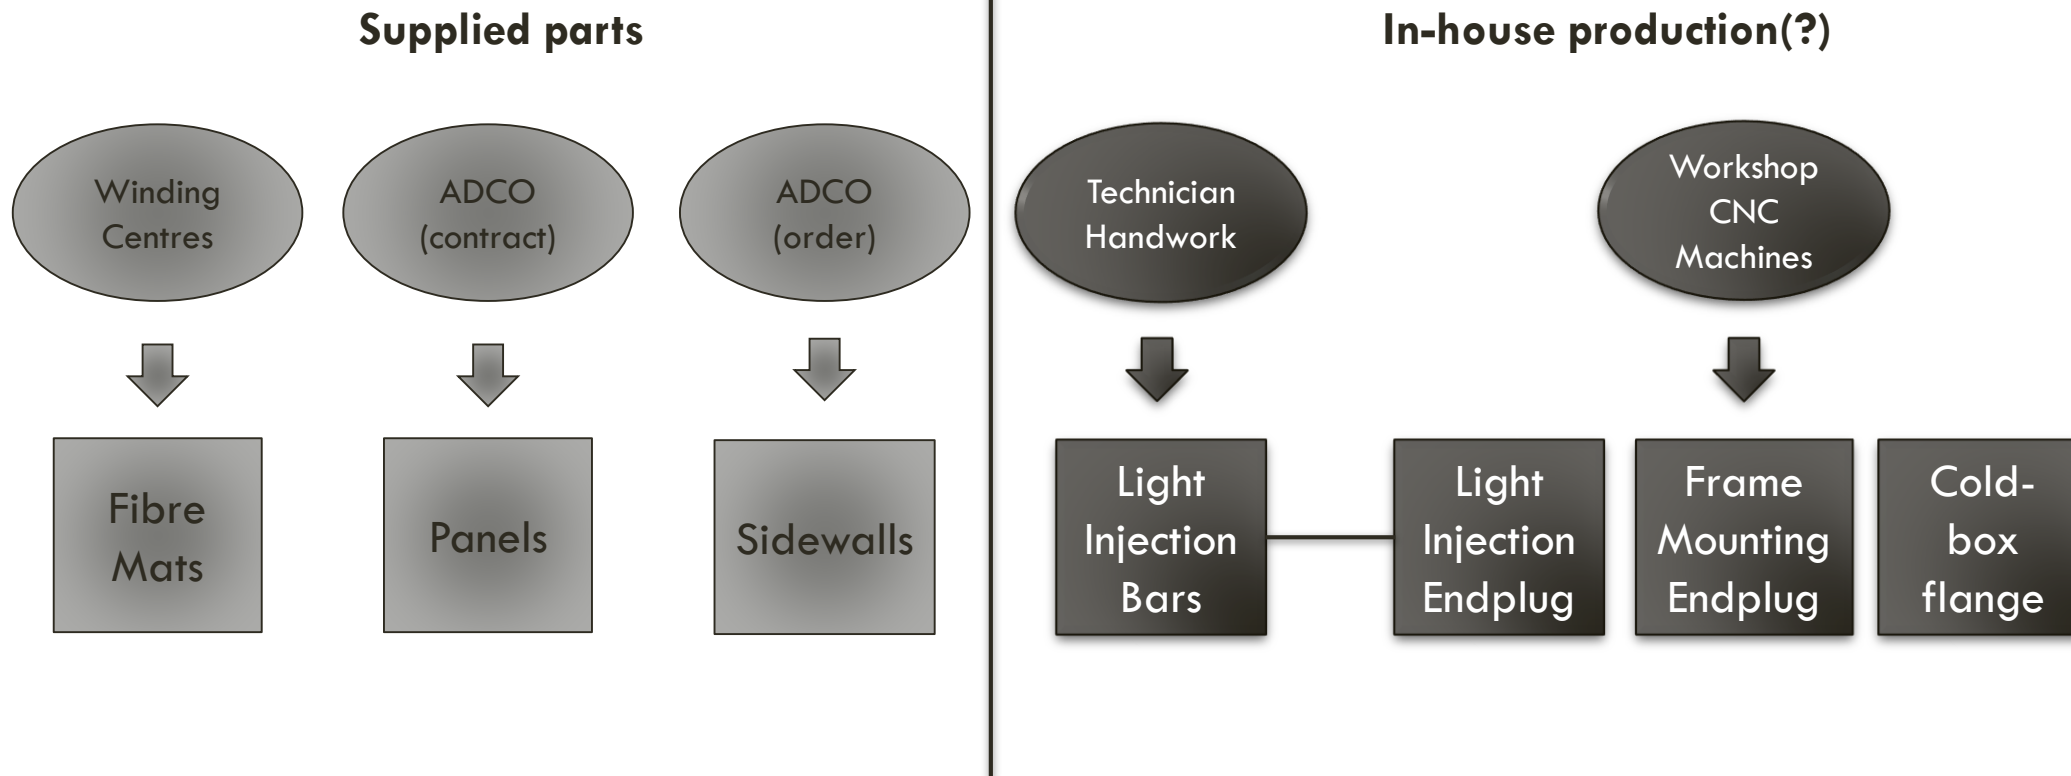 Supplied parts
In-house production(?)
Winding
Centres
ADCO
(contract)
ADCO
(order)
Technician
Handwork
Workshop
CNC
Machines
Fibre
Mats
Panels
Sidewalls
Light
Injection
Bars
Light
Injection
Endplug
Frame
Mounting
Endplug
Cold-
box
flange